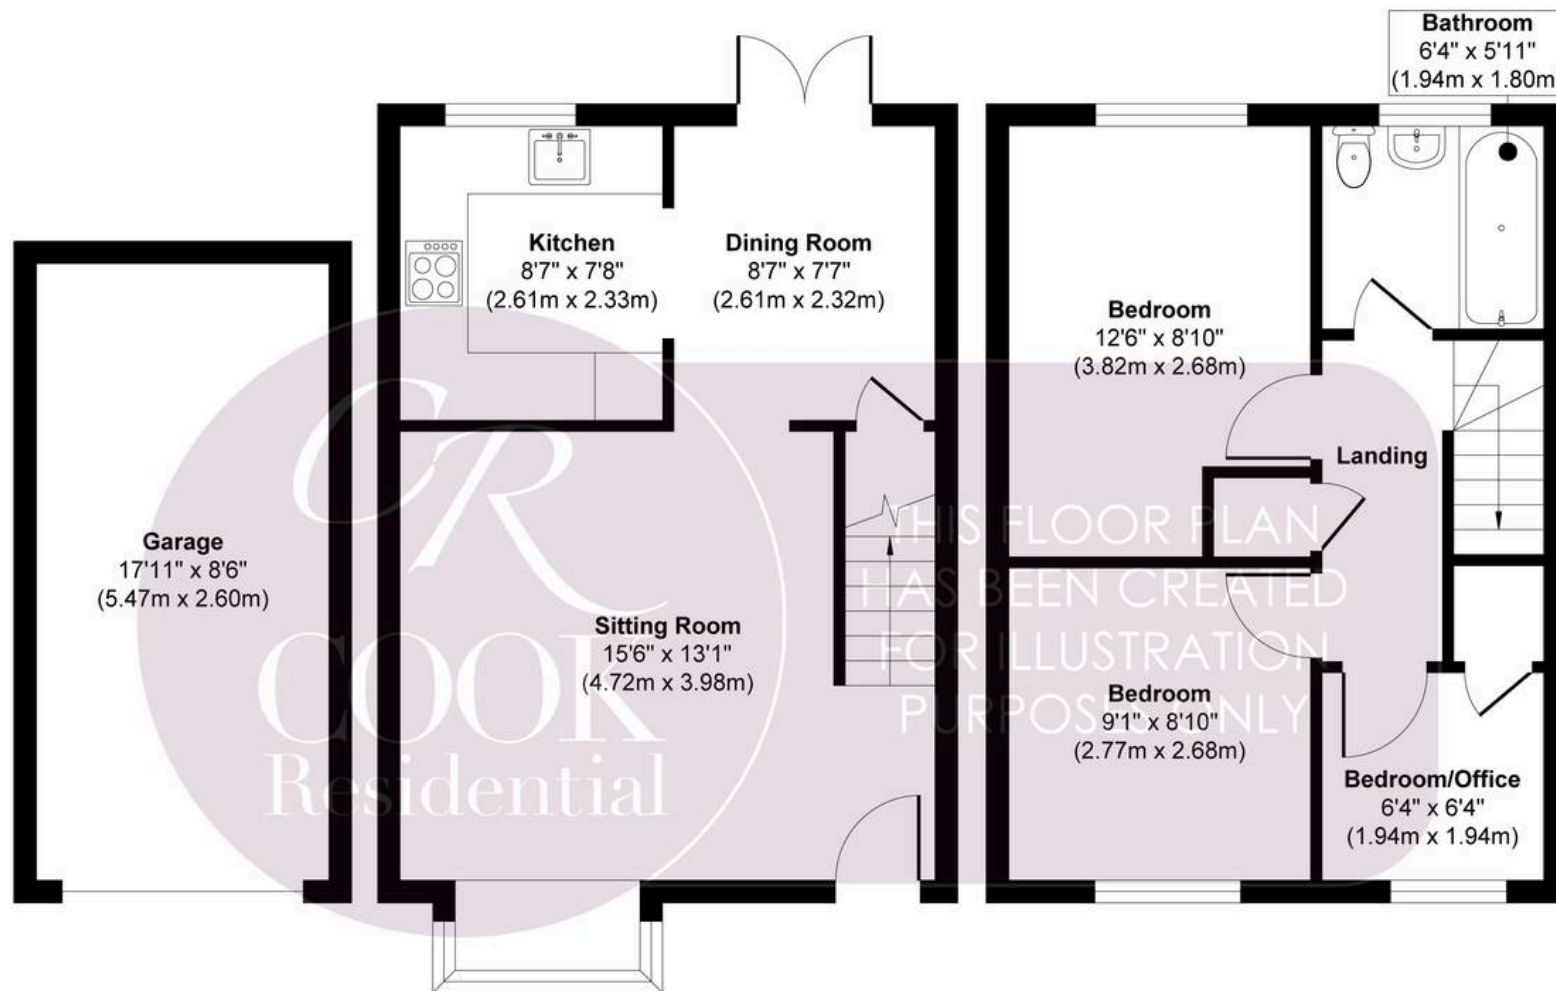 Bathroom
6'4" x 5'11"
(1.94m x 1.80m
Kitchen
8'7" x 7'8"
(2.61m x 2.33m)
Dining Room
8'7" x 7'7"
(2.61m x 2.32m)
Bedroom
12'6" x 8'10"
(3.82m x 2.68m)
Landing
Garage
17'11" x 8'6"
(5.47m x 2.60m)
Sitting Room
15'6" x 13'1"
(4.72m x 3.98m)
Bedroom
9'1" x 8'10"
(2.77m x 2.68m)
Bedroom/Office
6'4" x 6'4"
(1.94m x 1.94m)
CR
COOK
Residential
THIS FLOOR PLAN
HAS BEEN CREATED
FOR ILLUSTRATION
PURPOSES ONLY